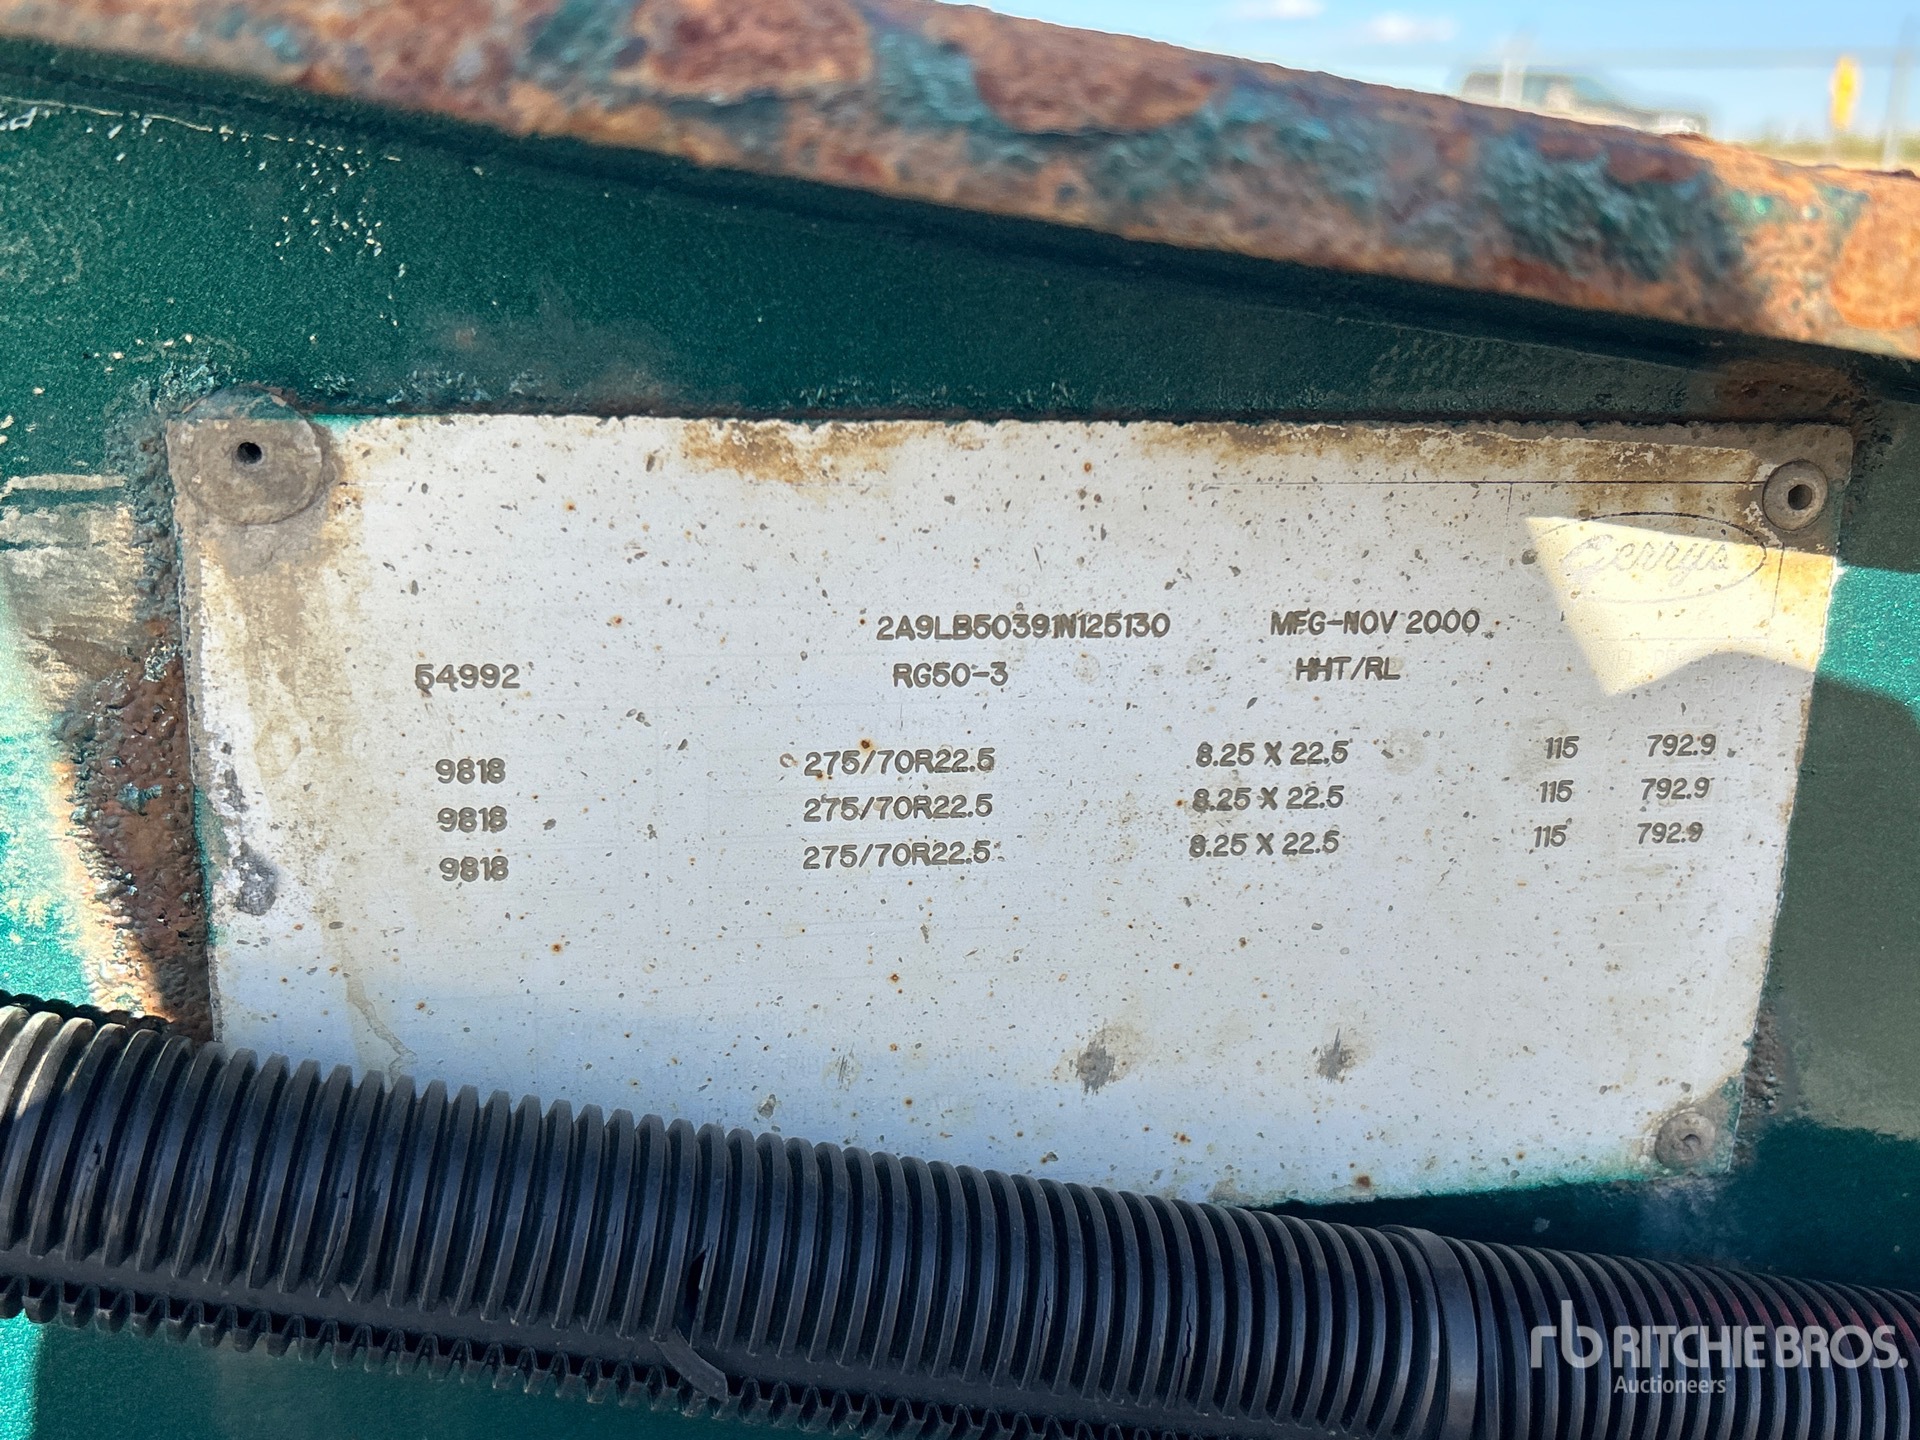 Gerrys
2A9LB50391N125130 MFG-NOV 2000
54992 RG50-3 HHT/RL
9818 275/70R22.5 8.25 X 22.5 115 792.9
9818 275/70R22.5 8.25 X 22.5 115 792.9
9818 275/70R22.5 8.25 X 22.5 115 792.9
rb RITCHIE BROS.
Auctioneers